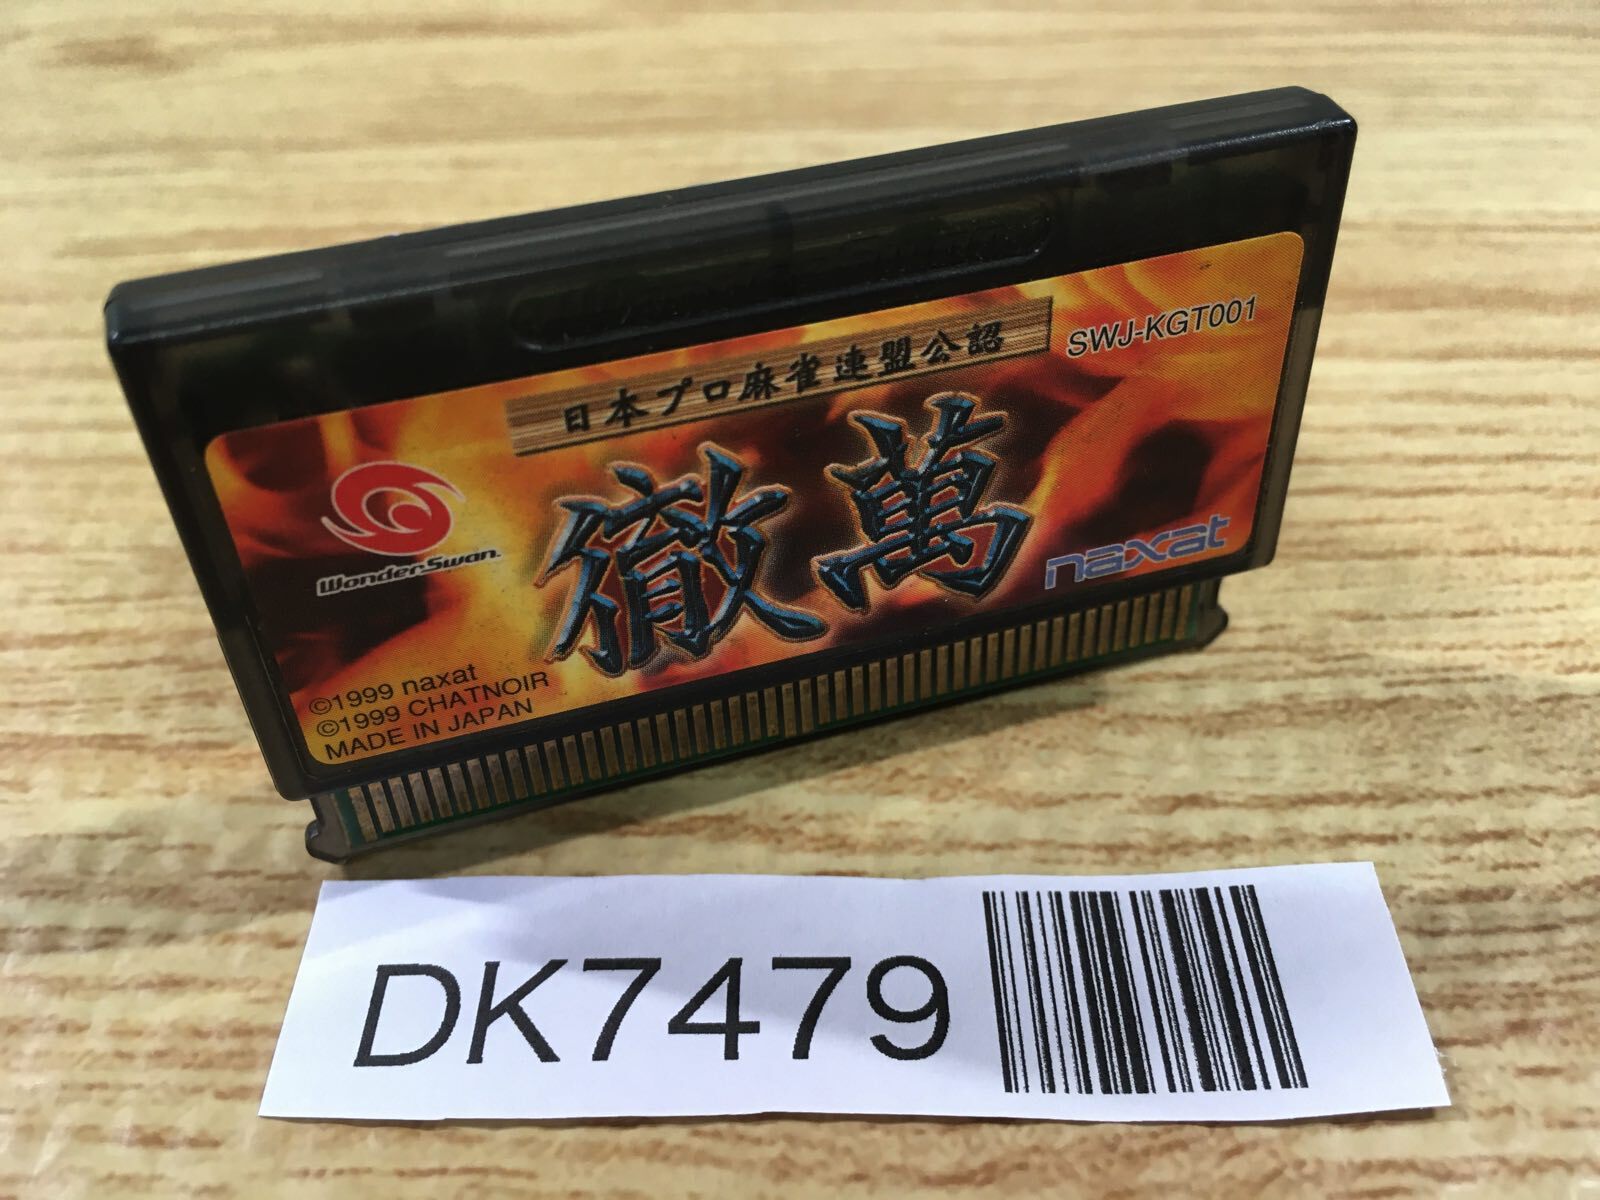 日本プロ麻雀連盟公認
SWJ-KGT001
徹萬
WonderSwan
naxat
©1999 naxat
©1999 CHATNOIR
MADE IN JAPAN
DK7479